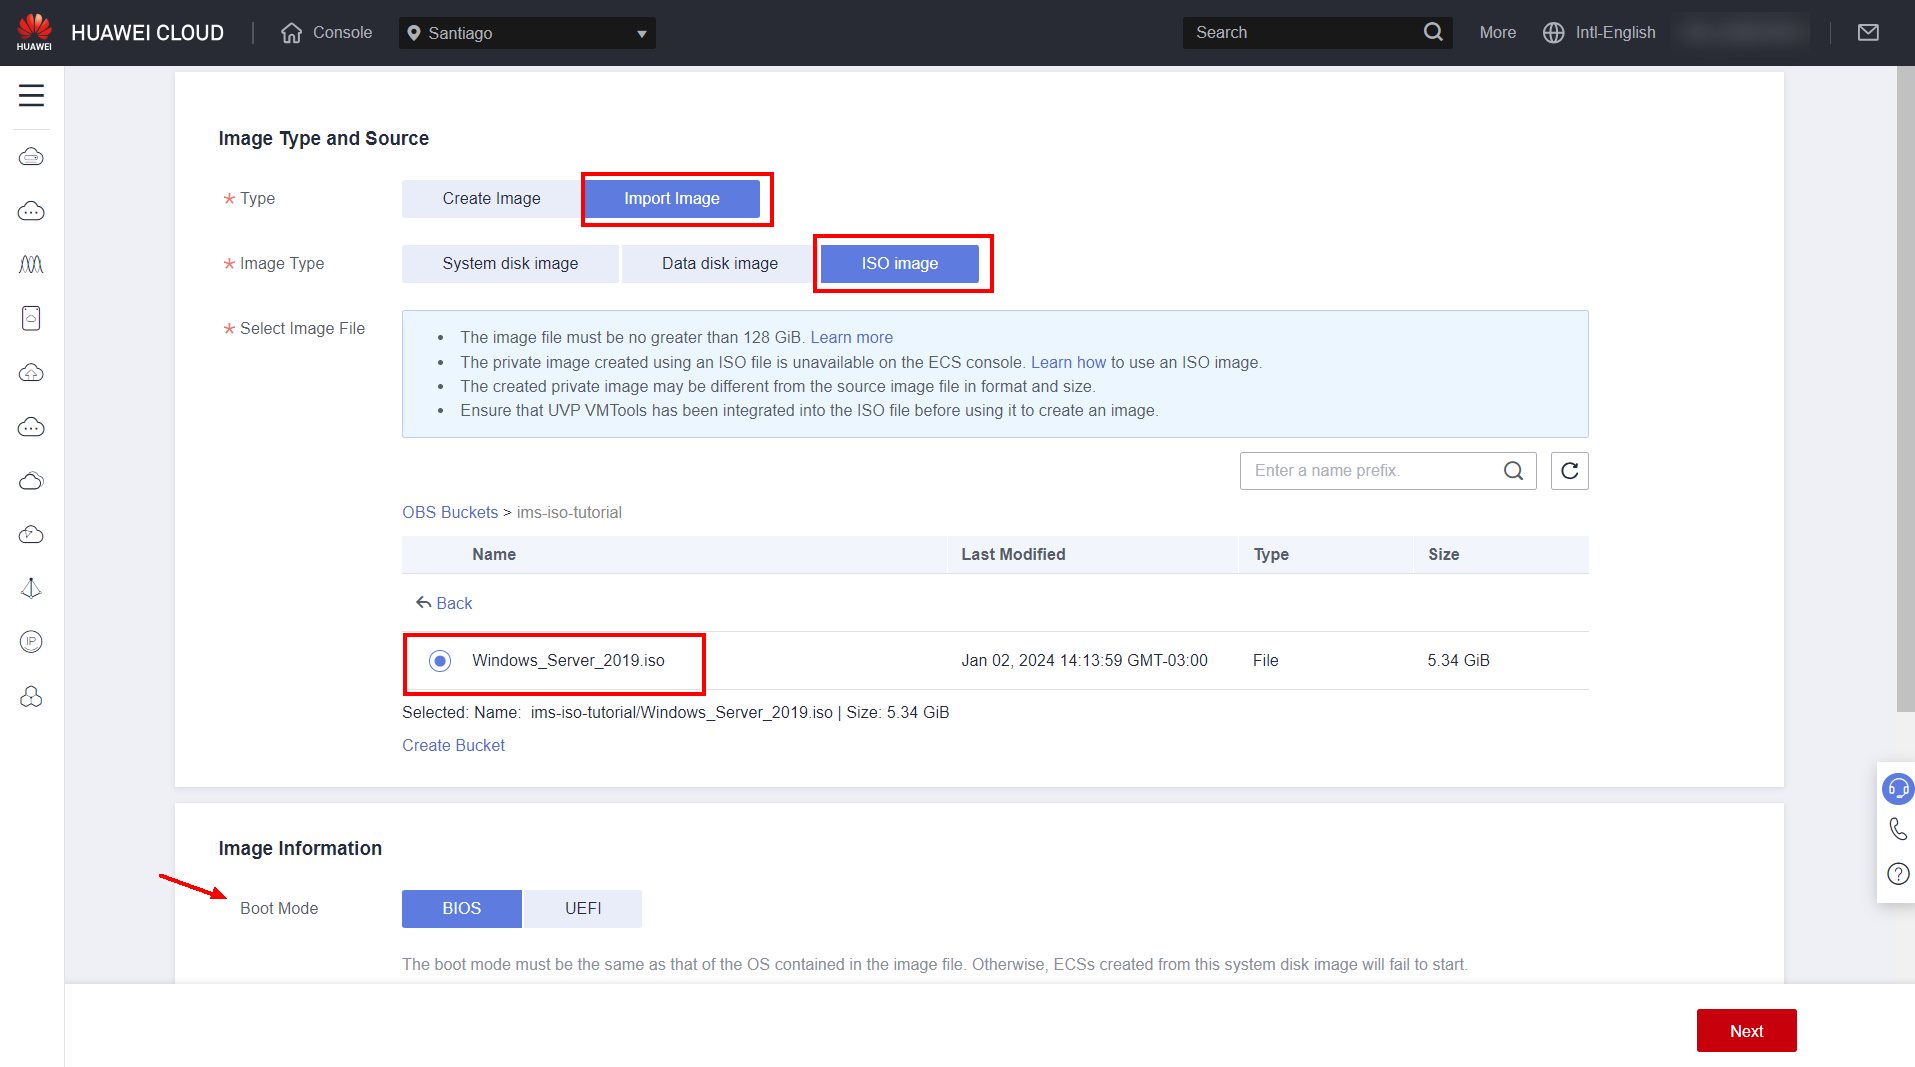 HUAWEI
HUAWEI CLOUD
Console
Santiago
Search
More
Intl-English
Image Type and Source
* Type
Create Image
Import Image
* Image Type
System disk image
Data disk image
ISO image
* Select Image File
• The image file must be no greater than 128 GiB. Learn more
• The private image created using an ISO file is unavailable on the ECS console. Learn how to use an ISO image.
• The created private image may be different from the source image file in format and size.
• Ensure that UVP VMTools has been integrated into the ISO file before using it to create an image.
Enter a name prefix.
OBS Buckets > ims-iso-tutorial
Name Last Modified Type Size
Back
Windows_Server_2019.iso Jan 02, 2024 14:13:59 GMT-03:00 File 5.34 GiB
Selected: Name: ims-iso-tutorial/Windows_Server_2019.iso | Size: 5.34 GiB
Create Bucket
Image Information
Boot Mode
BIOS
UEFI
The boot mode must be the same as that of the OS contained in the image file. Otherwise, ECSs created from this system disk image will fail to start.
Next
IP